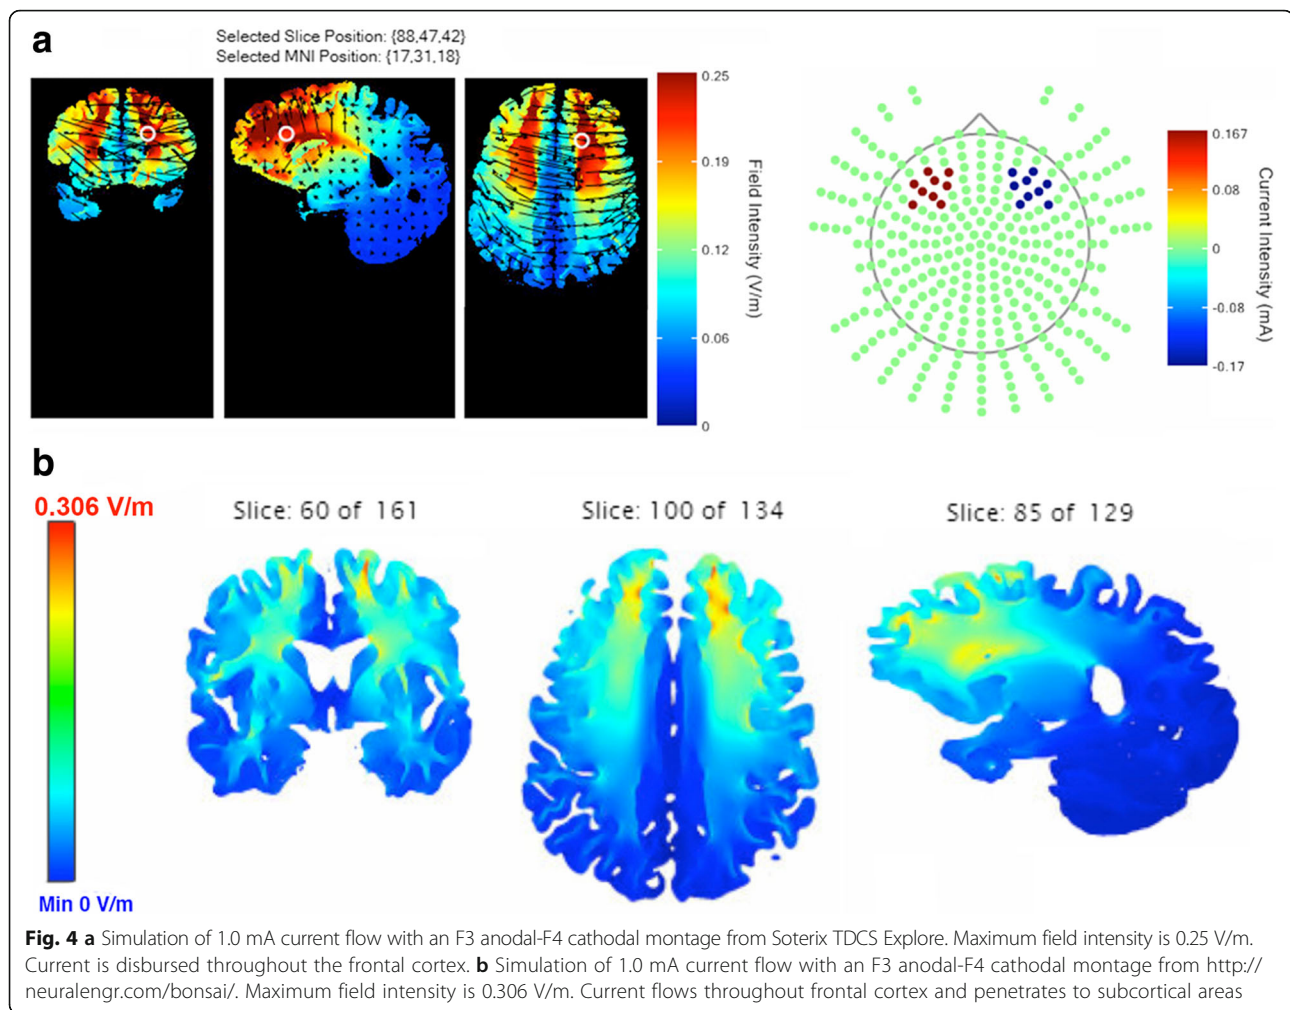 a
Selected Slice Position: {88,47,42}
Selected MNI Position: {17,31,18}
0.25
0.19
0.12
0.06
0
Field Intensity (V/m)
0.167
0.08
0
-0.08
-0.17
Current Intensity (mA)
b
0.306 V/m
Min 0 V/m
Slice: 60 of 161
Slice: 100 of 134
Slice: 85 of 129
Fig. 4 a Simulation of 1.0 mA current flow with an F3 anodal-F4 cathodal montage from Soterix TDCS Explore. Maximum field intensity is 0.25 V/m.
Current is disbursed throughout the frontal cortex. b Simulation of 1.0 mA current flow with an F3 anodal-F4 cathodal montage from http://
neuralengr.com/bonsai/. Maximum field intensity is 0.306 V/m. Current flows throughout frontal cortex and penetrates to subcortical areas